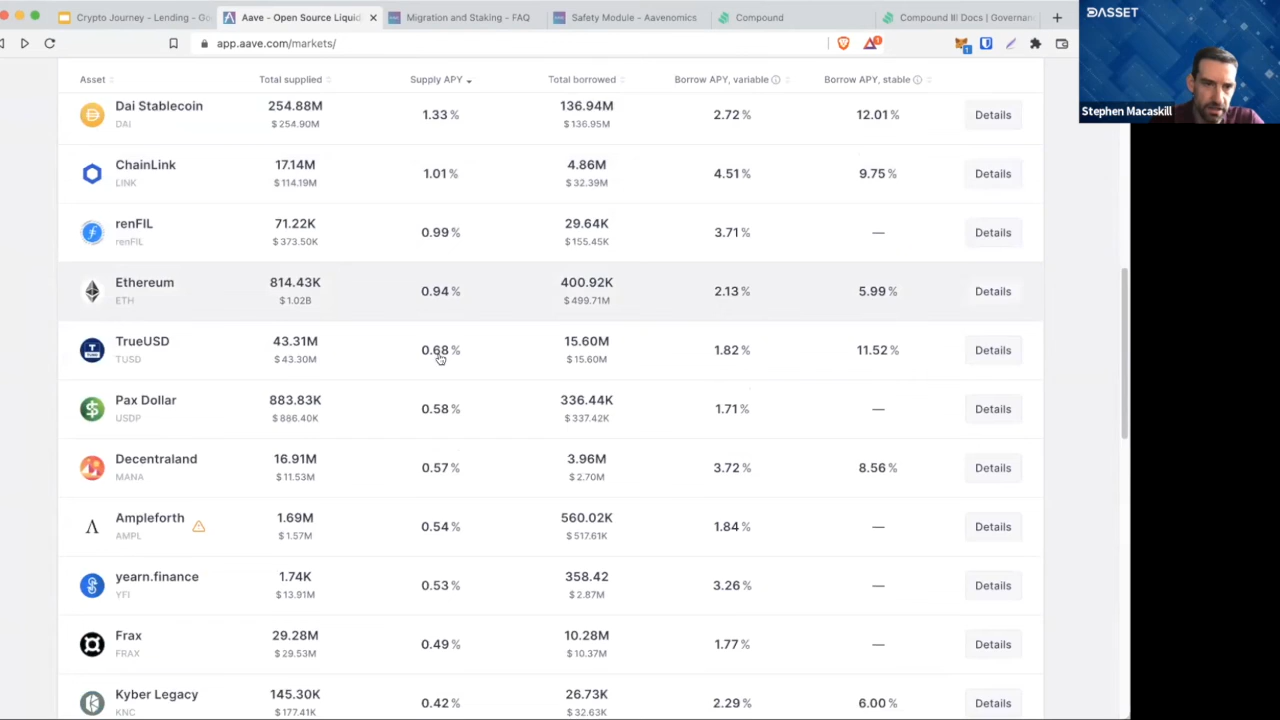 Crypto Journey - Lending - Go
Aave - Open Source Liquid
Migration and Staking - FAQ
Safety Module - Aavenomics
Compound
Compound III Docs | Governan
app.aave.com/markets/
1
1
DASSET
Stephen Macaskill
Asset Total supplied Supply APY Total borrowed Borrow APY, variable Borrow APY, stable
Dai Stablecoin 254.88M 1.33 % 136.94M 2.72 % 12.01 % Details
DAI $ 254.90M $ 136.95M
ChainLink 17.14M 1.01 % 4.86M 4.51 % 9.75 % Details
LINK $ 114.19M $ 32.39M
renFIL 71.22K 0.99 % 29.64K 3.71 % — Details
renFIL $ 373.50K $ 155.45K
Ethereum 814.43K 0.94 % 400.92K 2.13 % 5.99 % Details
ETH $ 1.02B $ 499.71M
TrueUSD 43.31M 0.68 % 15.60M 1.82 % 11.52 % Details
TUSD $ 43.30M $ 15.60M
Pax Dollar 883.83K 0.58 % 336.44K 1.71 % — Details
USDP $ 886.40K $ 337.42K
Decentraland 16.91M 0.57 % 3.96M 3.72 % 8.56 % Details
MANA $ 11.53M $ 2.70M
Ampleforth 1.69M 0.54 % 560.02K 1.84 % — Details
AMPL $ 1.57M $ 517.61K
yearn.finance 1.74K 0.53 % 358.42 3.26 % — Details
YFI $ 13.91M $ 2.87M
Frax 29.28M 0.49 % 10.28M 1.77 % — Details
FRAX $ 29.53M $ 10.37M
Kyber Legacy 145.30K 0.42 % 26.73K 2.29 % 6.00 % Details
KNC $ 177.41K $ 32.63K